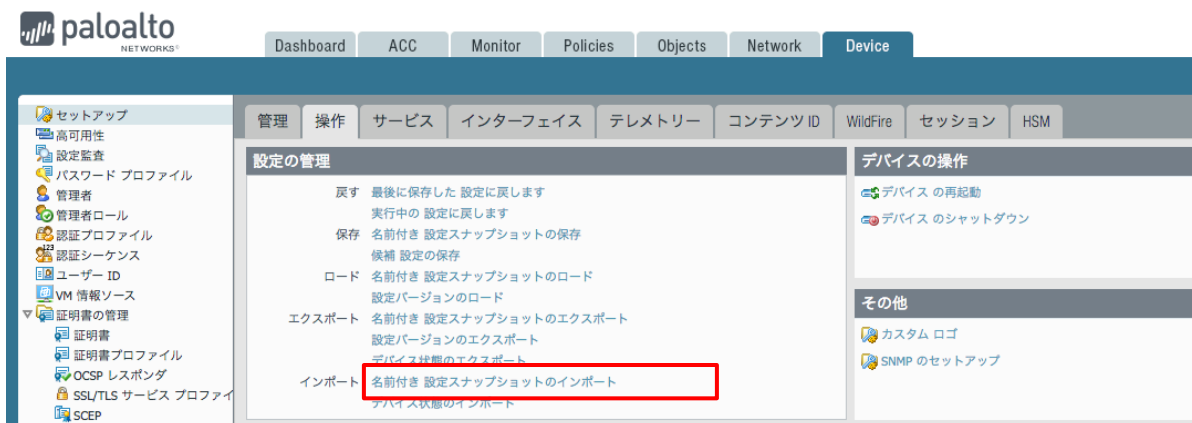 paloalto
NETWORKS®
Dashboard ACC Monitor Policies Objects Network Device
セットアップ
高可用性
設定監査
パスワード プロファイル
管理者
管理者ロール
認証プロファイル
認証シーケンス
ユーザー ID
VM 情報ソース
証明書の管理
証明書
証明書プロファイル
OCSP レスポンダ
SSL/TLS サービス プロファイ
SCEP
管理 操作 サービス インターフェイス テレメトリー コンテンツ ID WildFire セッション HSM
設定の管理
戻す 最後に保存した 設定に戻します
実行中の 設定に戻します
保存 名前付き 設定スナップショットの保存
候補 設定の保存
ロード 名前付き 設定スナップショットのロード
設定バージョンのロード
エクスポート 名前付き 設定スナップショットのエクスポート
設定バージョンのエクスポート
デバイス状態のエクスポート
インポート 名前付き 設定スナップショットのインポート
デバイス状態のインポート
デバイスの操作
デバイス の再起動
デバイス のシャットダウン
その他
カスタム ロゴ
SNMP のセットアップ